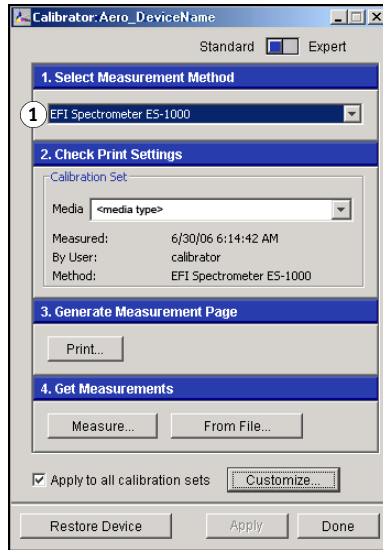 Calibrator:Aero_DeviceName
Standard Expert
1. Select Measurement Method
1 EFI Spectrometer ES-1000
2. Check Print Settings
Calibration Set
Media <media type>
Measured: 6/30/06 6:14:42 AM
By User: calibrator
Method: EFI Spectrometer ES-1000
3. Generate Measurement Page
Print...
4. Get Measurements
Measure... From File...
Apply to all calibration sets Customize...
Restore Device Apply Done